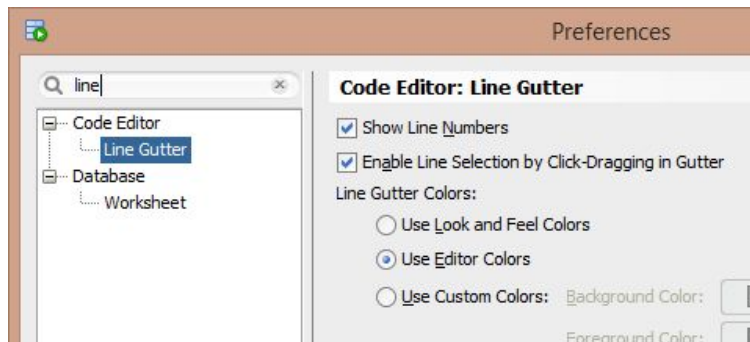 Preferences
line
Code Editor
Line Gutter
Database
Worksheet
Code Editor: Line Gutter
Show Line Numbers
Enable Line Selection by Click-Dragging in Gutter
Line Gutter Colors:
Use Look and Feel Colors
Use Editor Colors
Use Custom Colors: Background Color:
Foreground Color: